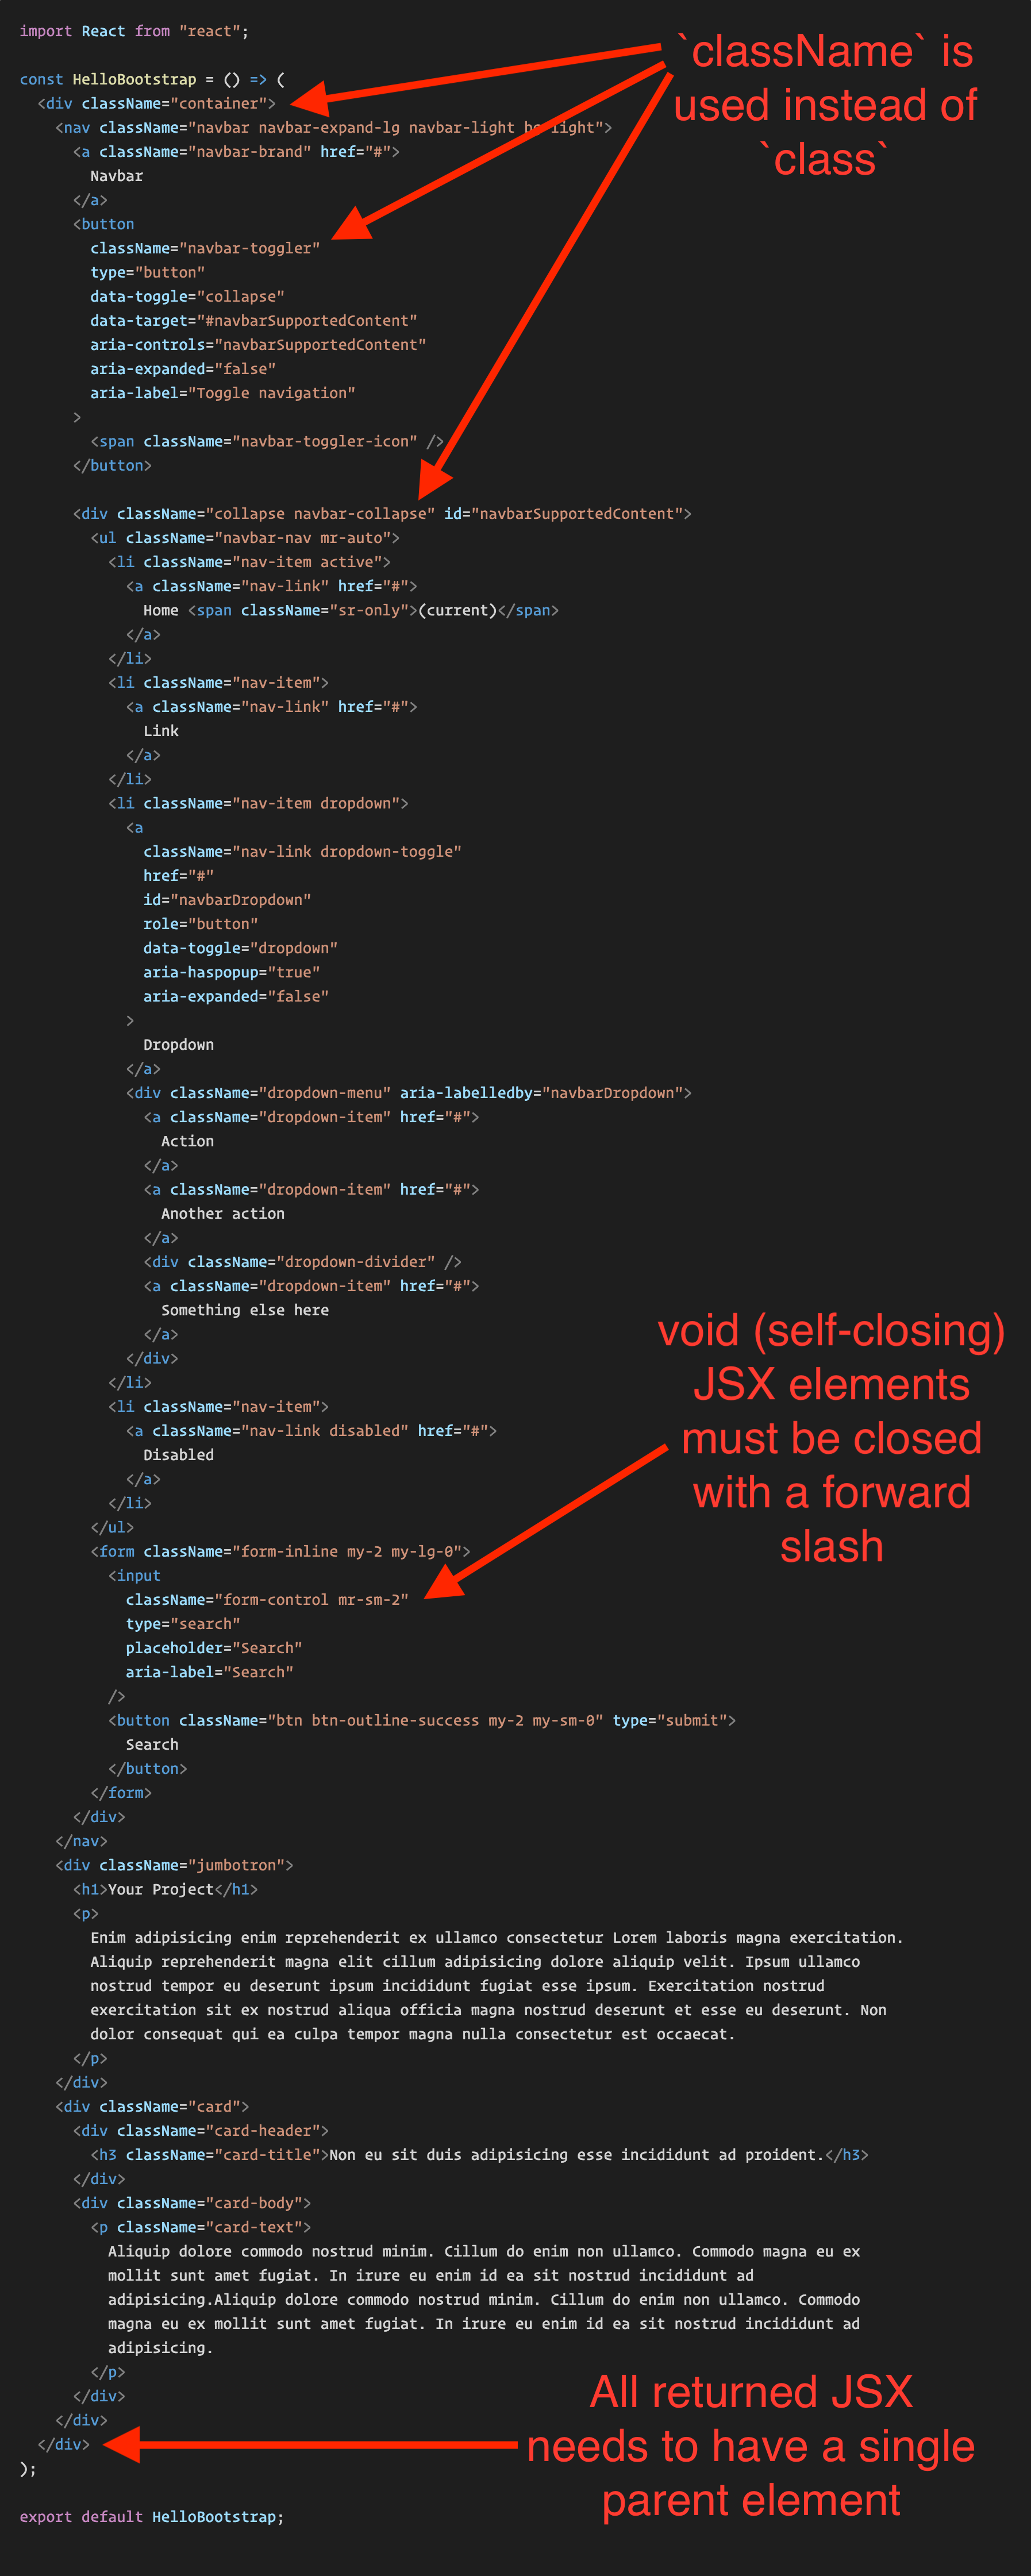 import React from "react";
const HelloBootstrap = () => (
<div className="container">
<nav className="navbar navbar-expand-lg navbar-light bg-light">
<a className="navbar-brand" href="#">
Navbar
</a>
<button
className="navbar-toggler"
type="button"
data-toggle="collapse"
data-target="#navbarSupportedContent"
aria-controls="navbarSupportedContent"
aria-expanded="false"
aria-label="Toggle navigation"
>
<span className="navbar-toggler-icon" />
</button>
<div className="collapse navbar-collapse" id="navbarSupportedContent">
<ul className="navbar-nav mr-auto">
<li className="nav-item active">
<a className="nav-link" href="#">
Home <span className="sr-only">(current)</span>
</a>
</li>
<li className="nav-item">
<a className="nav-link" href="#">
Link
</a>
</li>
<li className="nav-item dropdown">
<a
className="nav-link dropdown-toggle"
href="#"
id="navbarDropdown"
role="button"
data-toggle="dropdown"
aria-haspopup="true"
aria-expanded="false"
>
Dropdown
</a>
<div className="dropdown-menu" aria-labelledby="navbarDropdown">
<a className="dropdown-item" href="#">
Action
</a>
<a className="dropdown-item" href="#">
Another action
</a>
<div className="dropdown-divider" />
<a className="dropdown-item" href="#">
Something else here
</a>
</div>
</li>
<li className="nav-item">
<a className="nav-link disabled" href="#">
Disabled
</a>
</li>
</ul>
<form className="form-inline my-2 my-lg-0">
<input
className="form-control mr-sm-2"
type="search"
placeholder="Search"
aria-label="Search"
/>
<button className="btn btn-outline-success my-2 my-sm-0" type="submit">
Search
</button>
</form>
</div>
</nav>
<div className="jumbotron">
<h1>Your Project</h1>
<p>
Enim adipisicing enim reprehenderit ex ullamco consectetur Lorem laboris magna exercitation.
Aliquip reprehenderit magna elit cillum adipisicing dolore aliquip velit. Ipsum ullamco
nostrud tempor eu deserunt ipsum incididunt fugiat esse ipsum. Exercitation nostrud
exercitation sit ex nostrud aliqua officia magna nostrud deserunt et esse eu deserunt. Non
dolor consequat qui ea culpa tempor magna nulla consectetur est occaecat.
</p>
</div>
<div className="card">
<div className="card-header">
<h3 className="card-title">Non eu sit duis adipisicing esse incididunt ad proident.</h3>
</div>
<div className="card-body">
<p className="card-text">
Aliquip dolore commodo nostrud minim. Cillum do enim non ullamco. Commodo magna eu ex
mollit sunt amet fugiat. In irure eu enim id ea sit nostrud incididunt ad
adipisicing.Aliquip dolore commodo nostrud minim. Cillum do enim non ullamco. Commodo
magna eu ex mollit sunt amet fugiat. In irure eu enim id ea sit nostrud incididunt ad
adipisicing.
</p>
</div>
</div>
</div>
);
export default HelloBootstrap;
`className` is
used instead of
`class`
void (self-closing)
JSX elements
must be closed
with a forward
slash
All returned JSX
needs to have a single
parent element